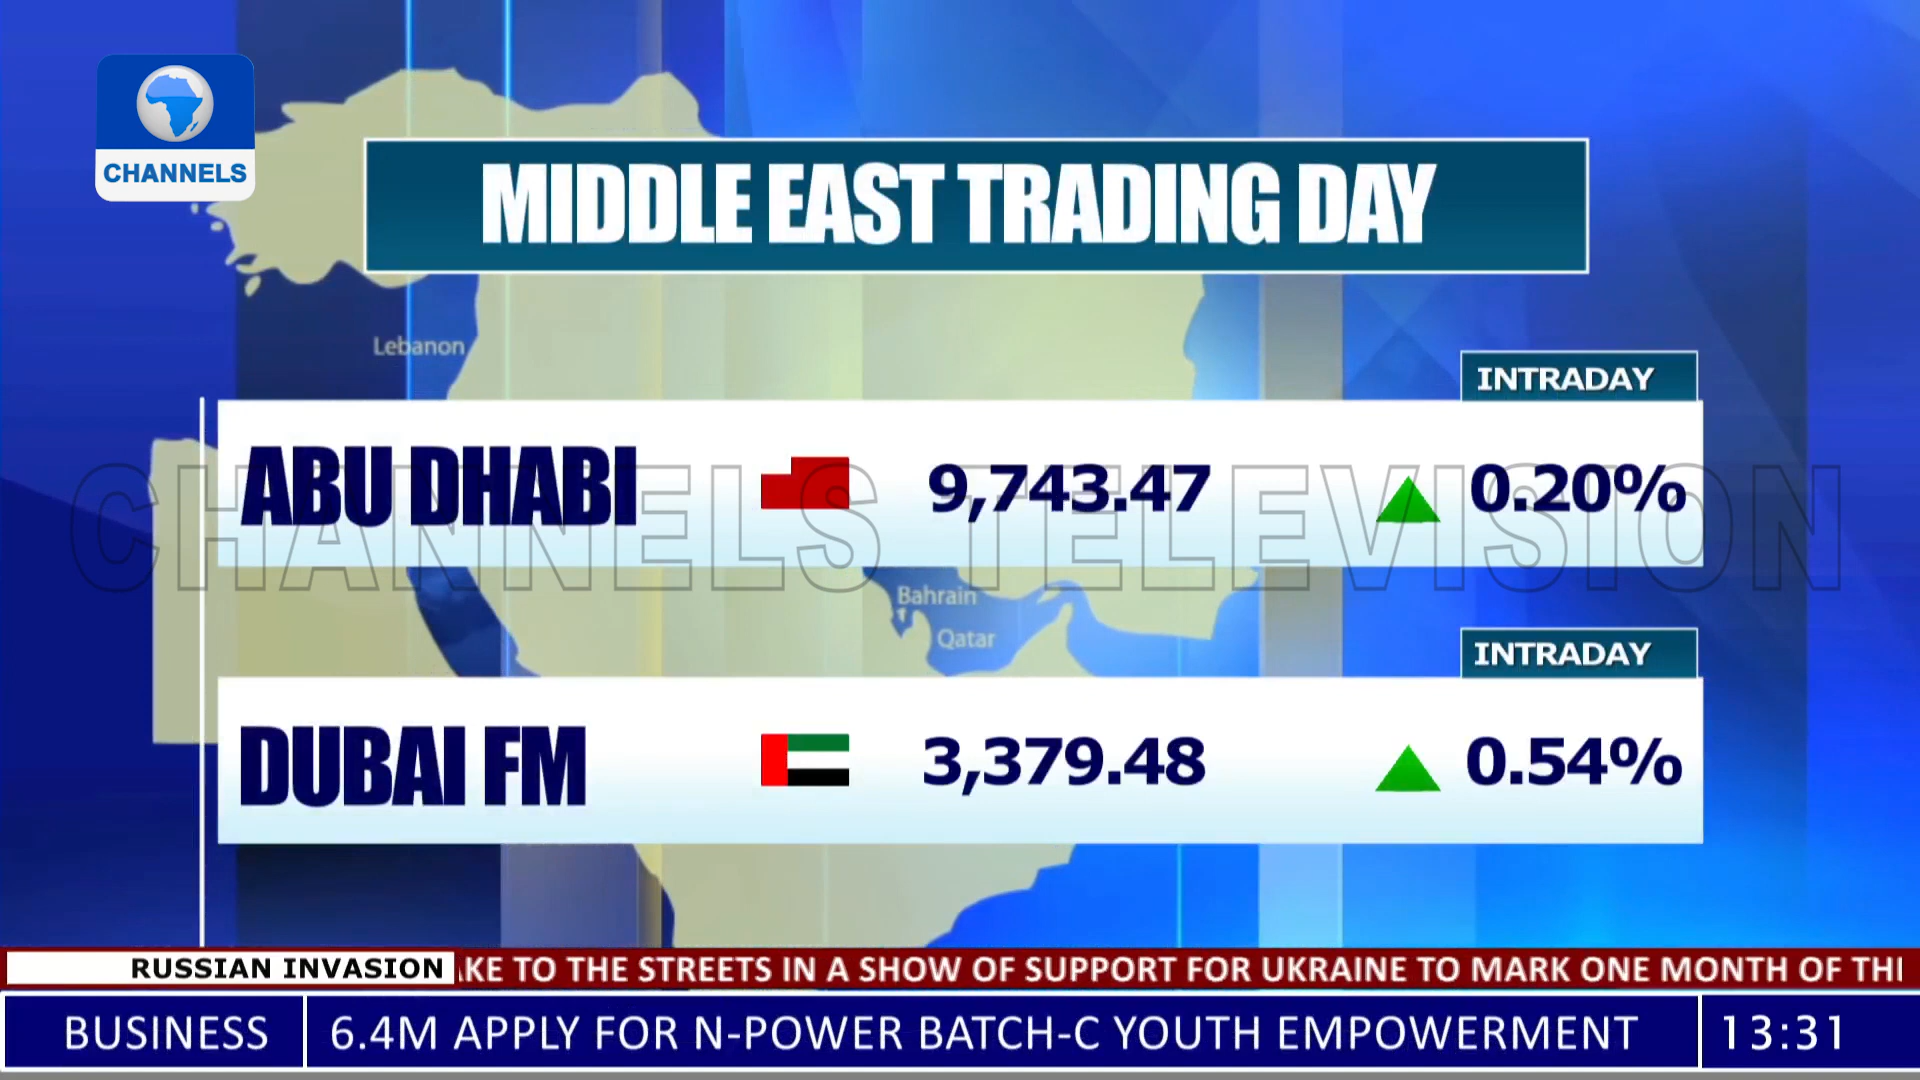 CHANNELS
MIDDLE EAST TRADING DAY
Lebanon
INTRADAY
ABU DHABI 9,743.47 0.20%
CHANNELS TELEVISION
Bahrain
Qatar
INTRADAY
DUBAI FM 3,379.48 0.54%
RUSSIAN INVASION TO THE STREETS IN A SHOW OF SUPPORT FOR UKRAINE TO MARK ONE MONTH OF
BUSINESS 6.4M APPLY FOR N-POWER BATCH-C YOUTH EMPOWERMENT 13:31